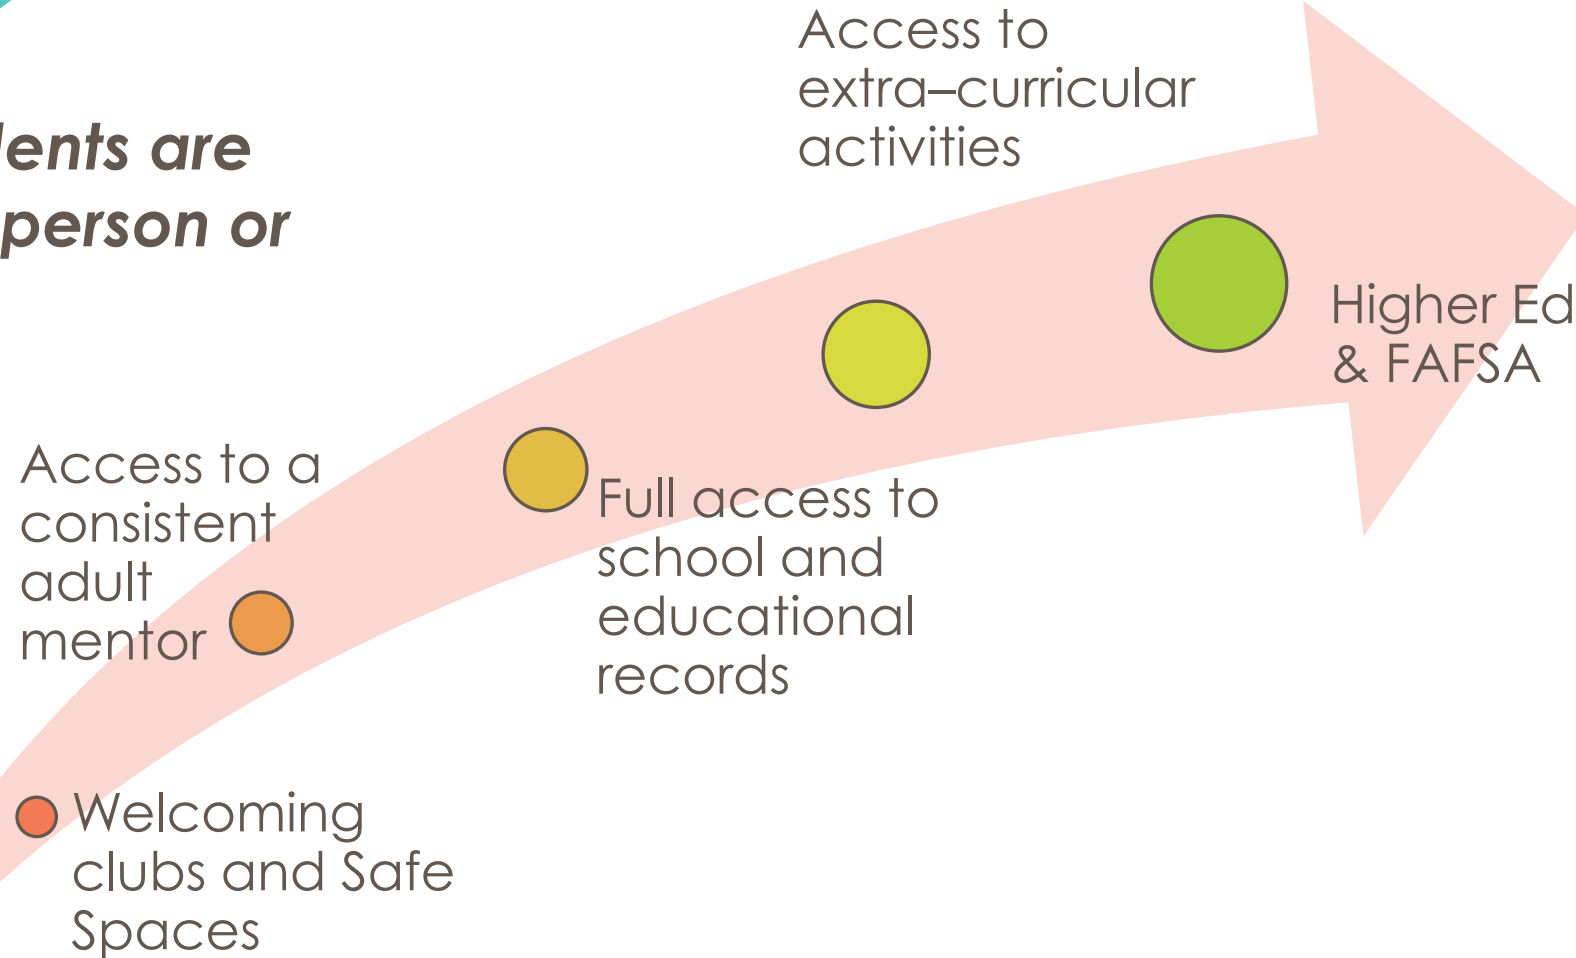 Access to
extra–curricular
activities
dents are
person or
Higher Ed
& FAFSA
Access to a
consistent
adult
mentor
Full access to
school and
educational
records
Welcoming
clubs and Safe
Spaces